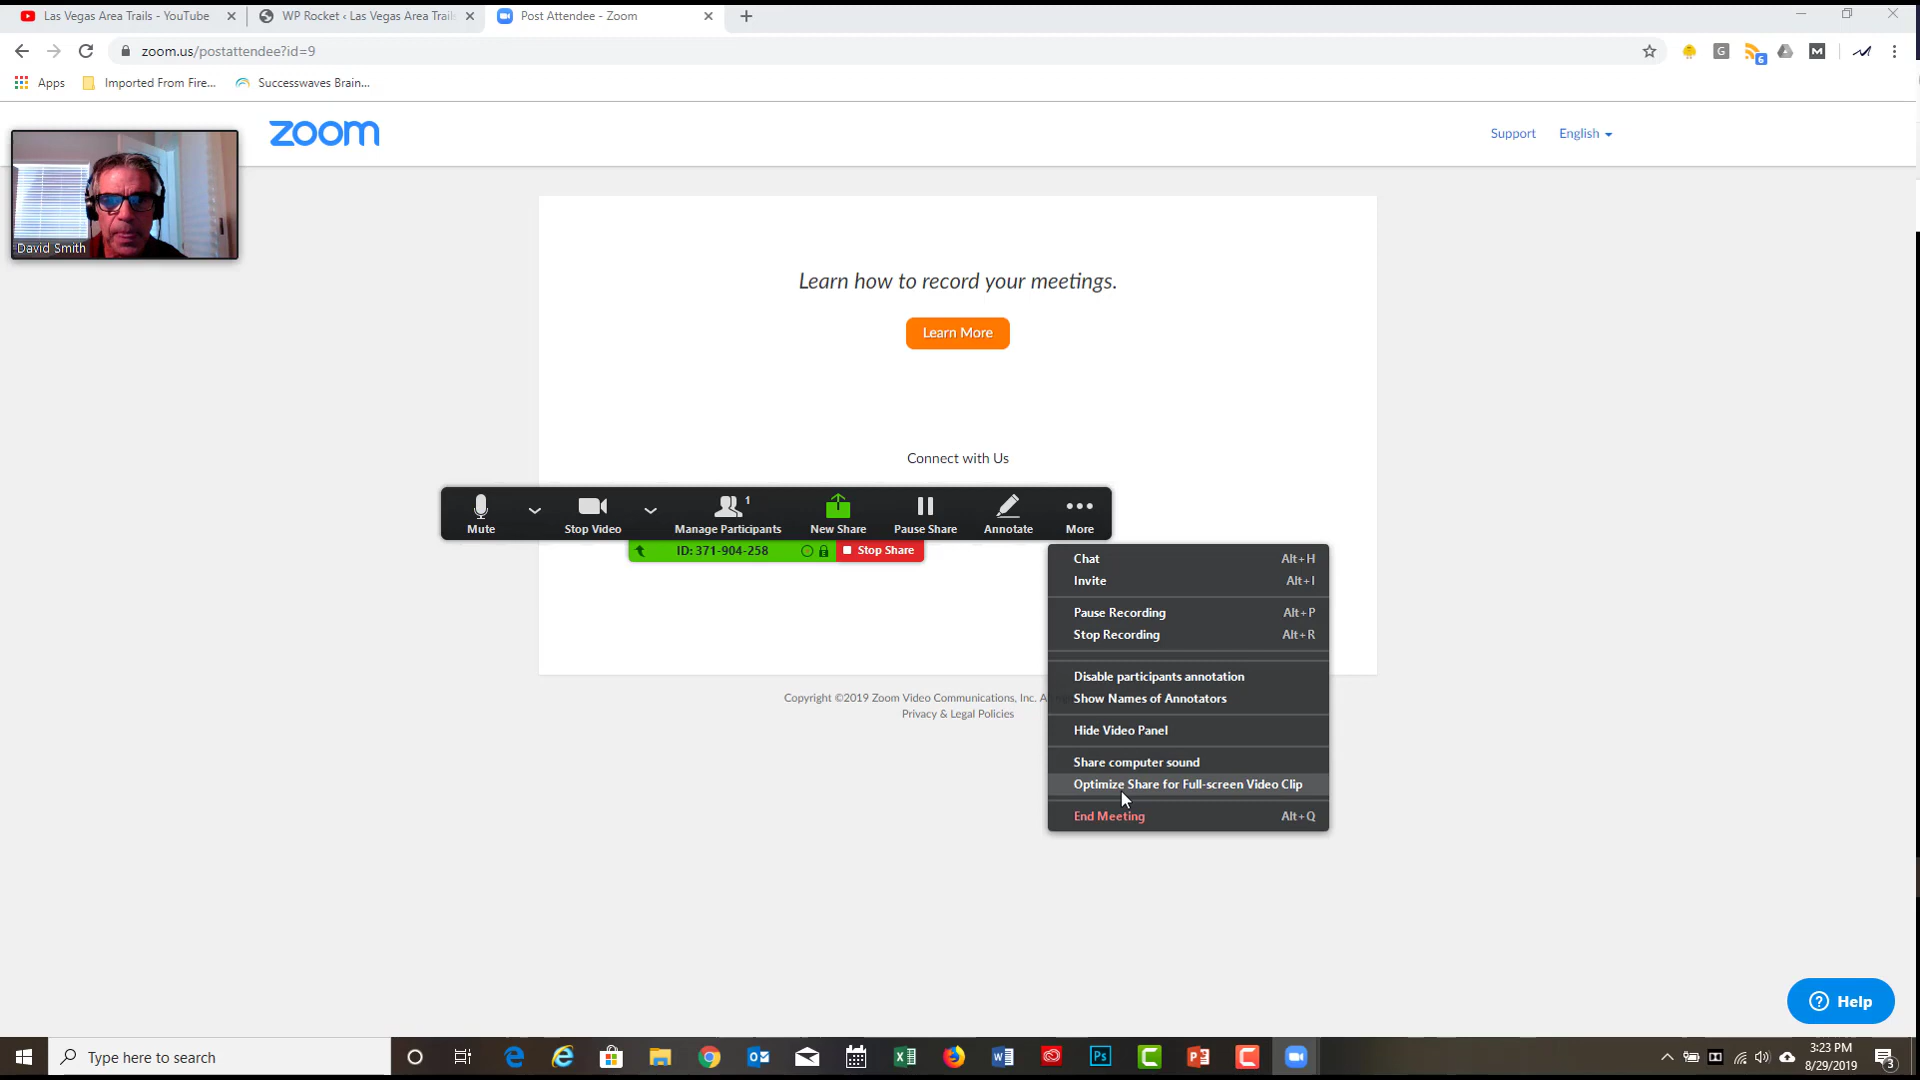 Las Vegas Area Trails - YouTube
WP Rocket ‹ Las Vegas Area Trails
Post Attendee - Zoom
zoom.us/postattendee?id=9
G
6
M
Apps
Imported From Fire...
Successwaves Brain...
David Smith
zoom
Support
English
Learn how to record your meetings.
Learn More
Connect with Us
1
Mute
Stop Video
Manage Participants
New Share
Pause Share
Annotate
More
ID: 371-904-258
Stop Share
Chat Alt+H
Invite Alt+I
Pause Recording Alt+P
Stop Recording Alt+R
Disable participants annotation
Show Names of Annotators
Hide Video Panel
Share computer sound
Optimize Share for Full-screen Video Clip
End Meeting Alt+Q
Copyright ©2019 Zoom Video Communications, Inc.
Privacy & Legal Policies
Help
Type here to search
3:23 PM
8/29/2019
3